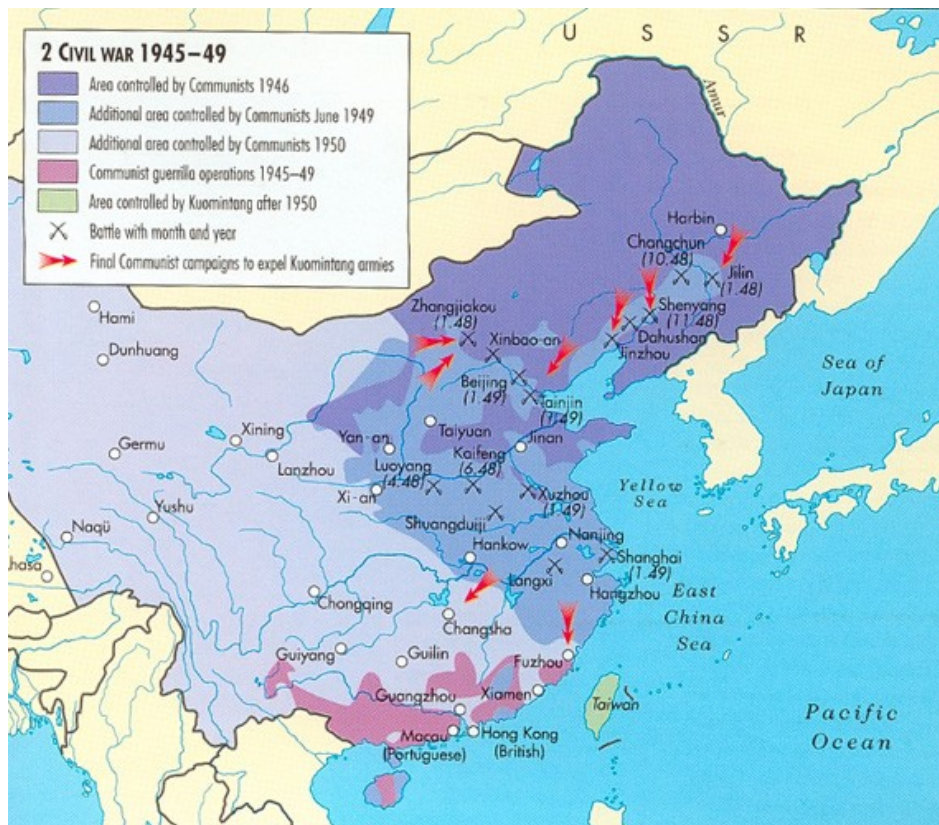 2 CIVIL WAR 1945–49
Area controlled by Communists 1946
Additional area controlled by Communists June 1949
Additional area controlled by Communists 1950
Communist guerrilla operations 1945–49
Area controlled by Kuomintang after 1950
Battle with month and year
Final Communist campaigns to expel Kuomintang armies
U S S R
Amur
Harbin
Changchun
(10.48)
Jilin
(1.48)
Zhangjiakou
(1.48)
Shenyang
(11.48)
Hami
Xinbao-an
Dahushan
Jinzhou
Dunhuang
Sea of
Japan
Beijing
(1.49)
Tainjin
(1.49)
Xining
Taiyuan
Yan-an
Jinan
Germu
Lanzhou
Kaifeng
(6.48)
Luoyang
(4.48)
Xi-an
Xuzhou
(1.49)
Yellow
Sea
Yushu
Naqü
Shuangduiji
Hankow
Nanjing
Shanghai
(1.49)
hasa
Langxi
Hangzhou
East
China
Sea
Chongqing
Changsha
Guiyang
Guilin
Fuzhou
Guangzhou
Xiamen
Taiwan
Macau
(Portuguese)
Hong Kong
(British)
Pacific
Ocean